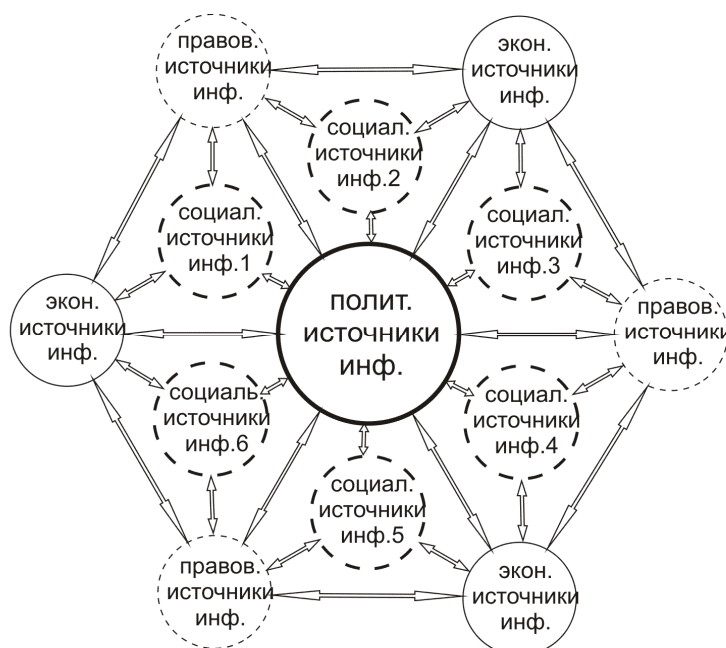 правов.
источники
инф.
экон.
источники
инф.
социал.
источники
инф.2
социал.
источники
инф.1
социал.
источники
инф.3
экон.
источники
инф.
полит.
источники
инф.
правов.
источники
инф.
социаль
источники
инф.6
социал.
источники
инф.4
социал.
источники
инф.5
правов.
источники
инф.
экон.
источники
инф.